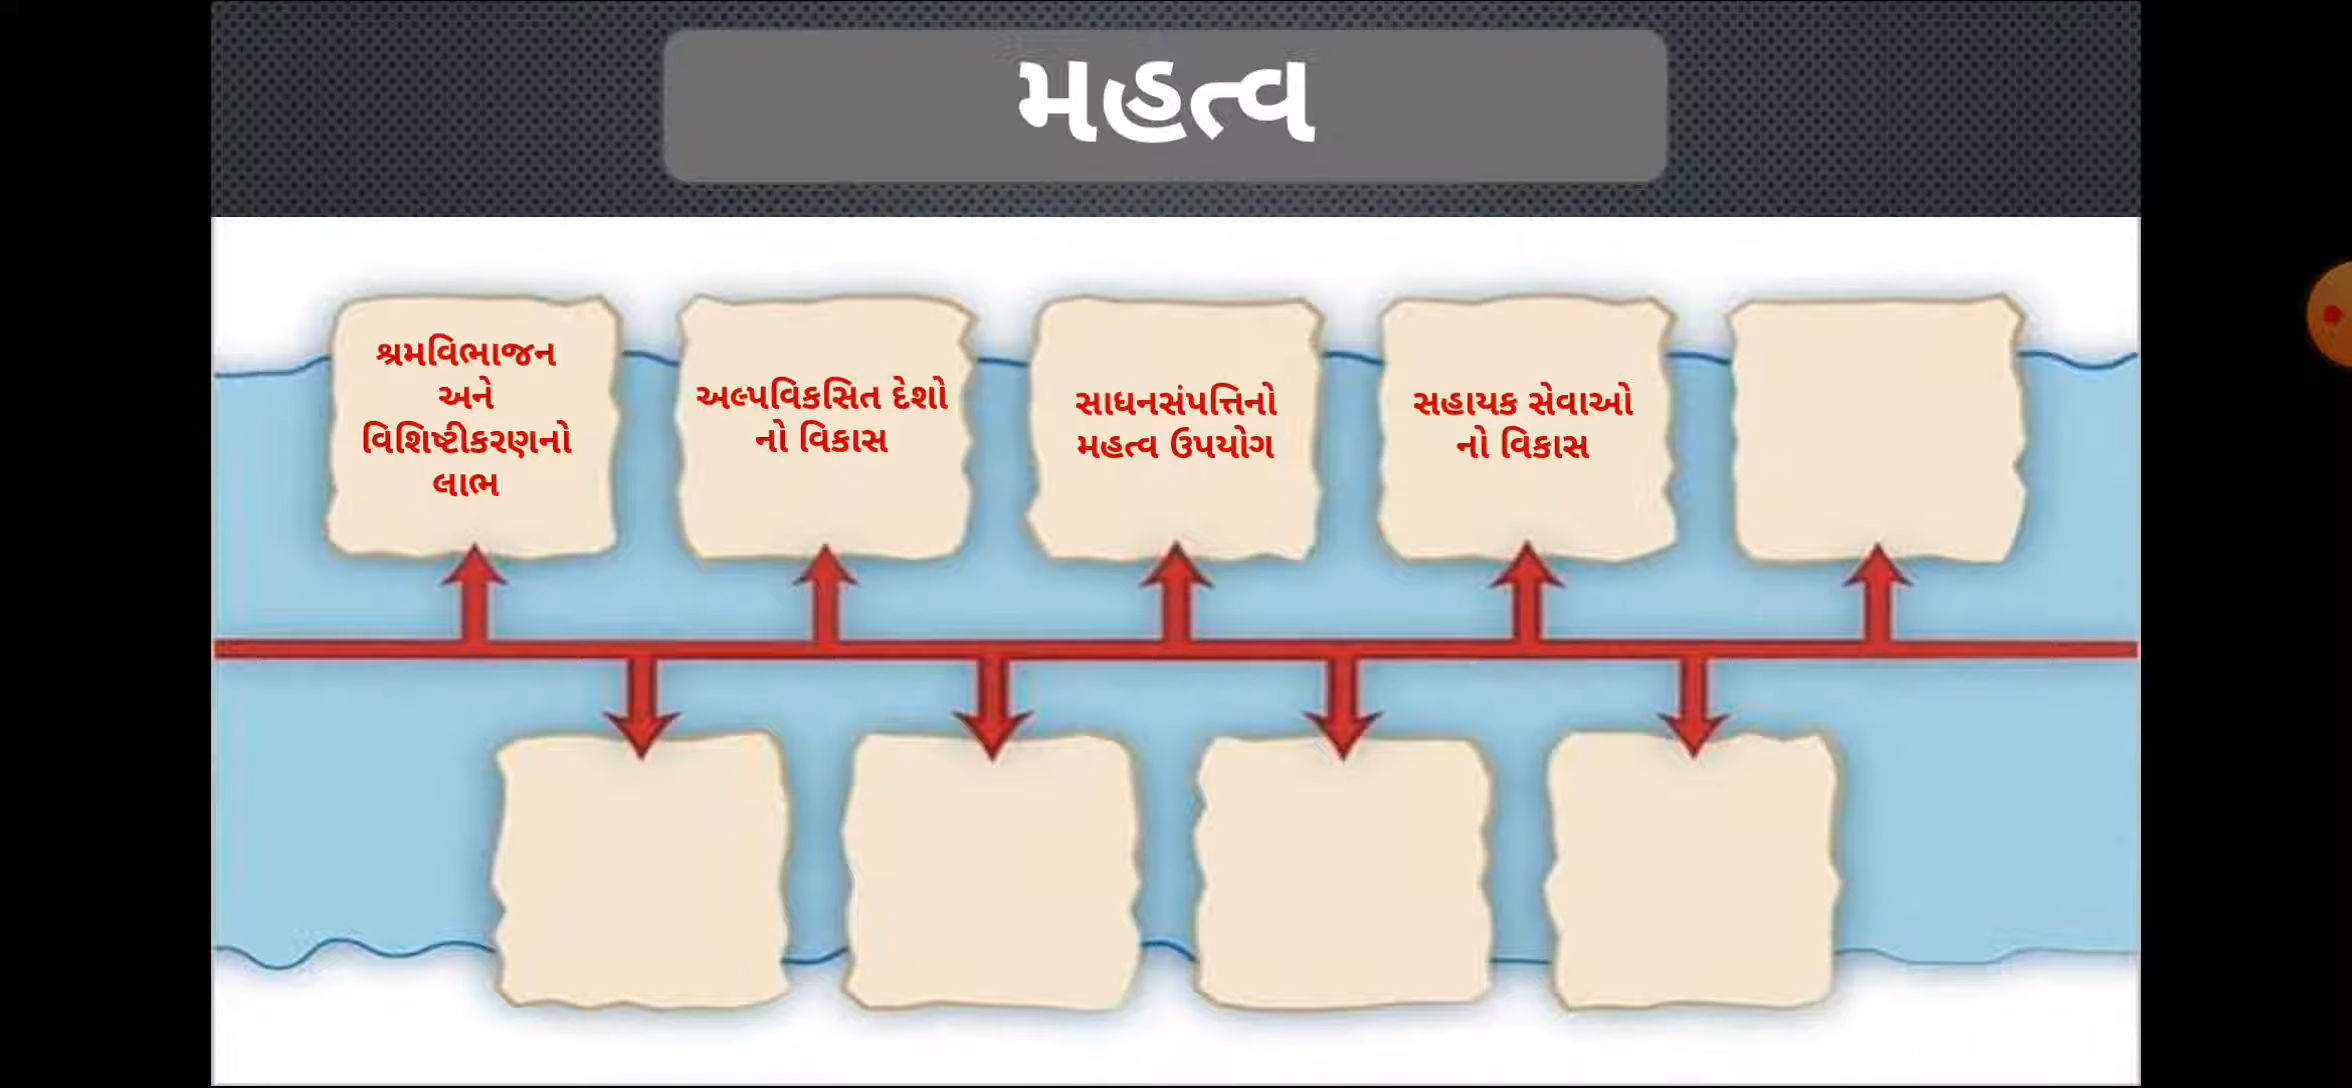 મહત્વ
શ્રમવિભાજન
અને
વિશિષ્ટીકરણનો
લાભ
અલ્પવિકસિત દેશો
નો વિકાસ
સાધનસંપત્તિનો
મહત્વ ઉપયોગ
સહાયક સેવાઓ
નો વિકાસ